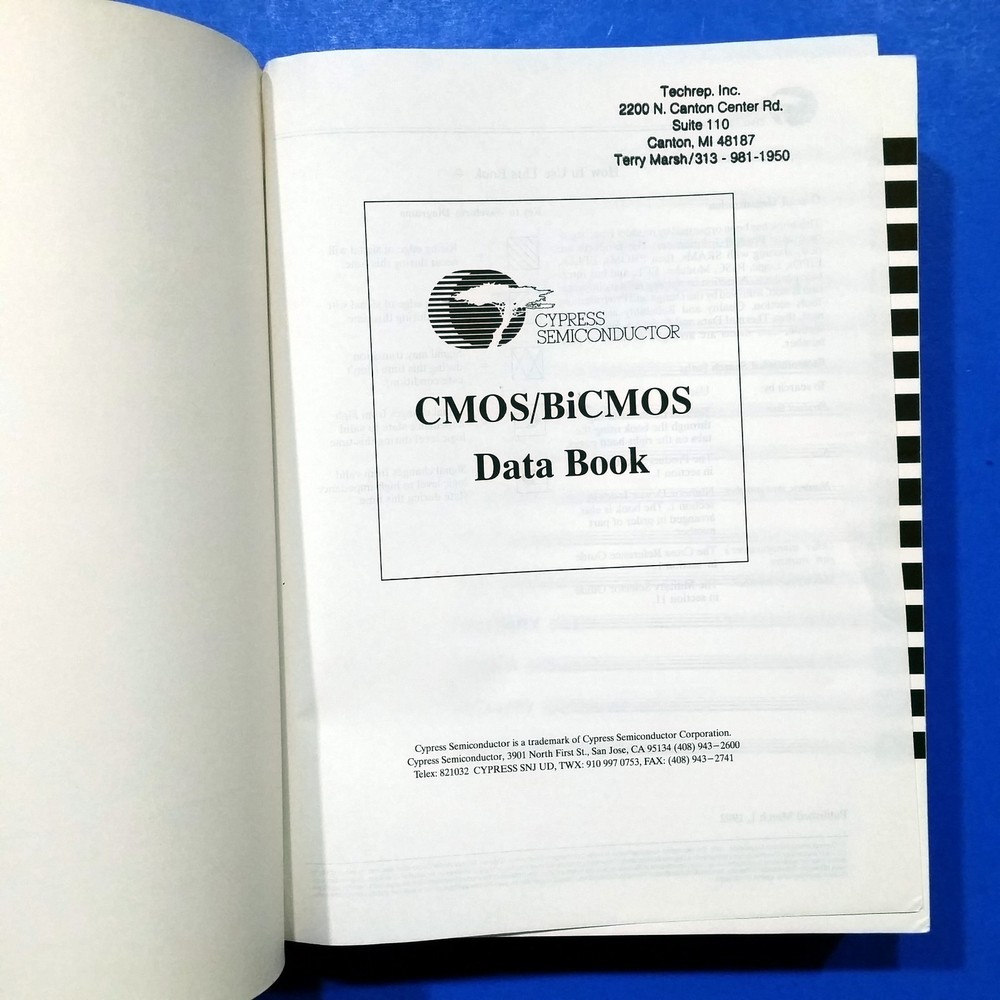 Techrep. Inc.
2200 N. Canton Center Rd.
Suite 110
Canton, MI 48187
Terry Marsh/313 - 981-1950
CYPRESS
SEMICONDUCTOR
CMOS/BiCMOS
Data Book
Cypress Semiconductor is a trademark of Cypress Semiconductor Corporation.
Cypress Semiconductor, 3901 North First St., San Jose, CA 95134 (408) 943-2600
Telex: 821032 CYPRESS SNJ UD, TWX: 910 997 0753, FAX: (408) 943-2741